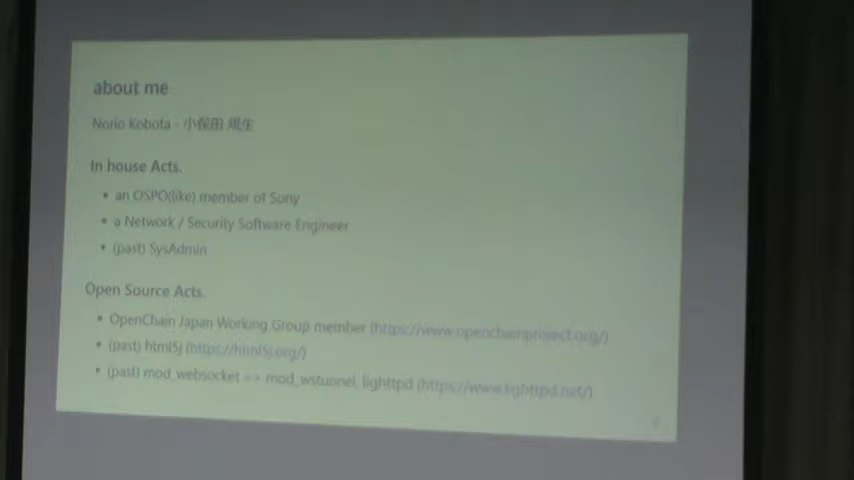 about me
Norio Kobota - 小保田 規生
In house Acts.
• an OSPO(like) member of Sony
• a Network / Security Software Engineer
• (past) SysAdmin
Open Source Acts.
• OpenChain Japan Working Group member (https://www.openchainproject.org/)
• (past) html5j (https://html5j.org/)
• (past) mod_websocket => mod_wstunnel, lighttpd (https://www.lighttpd.net/)